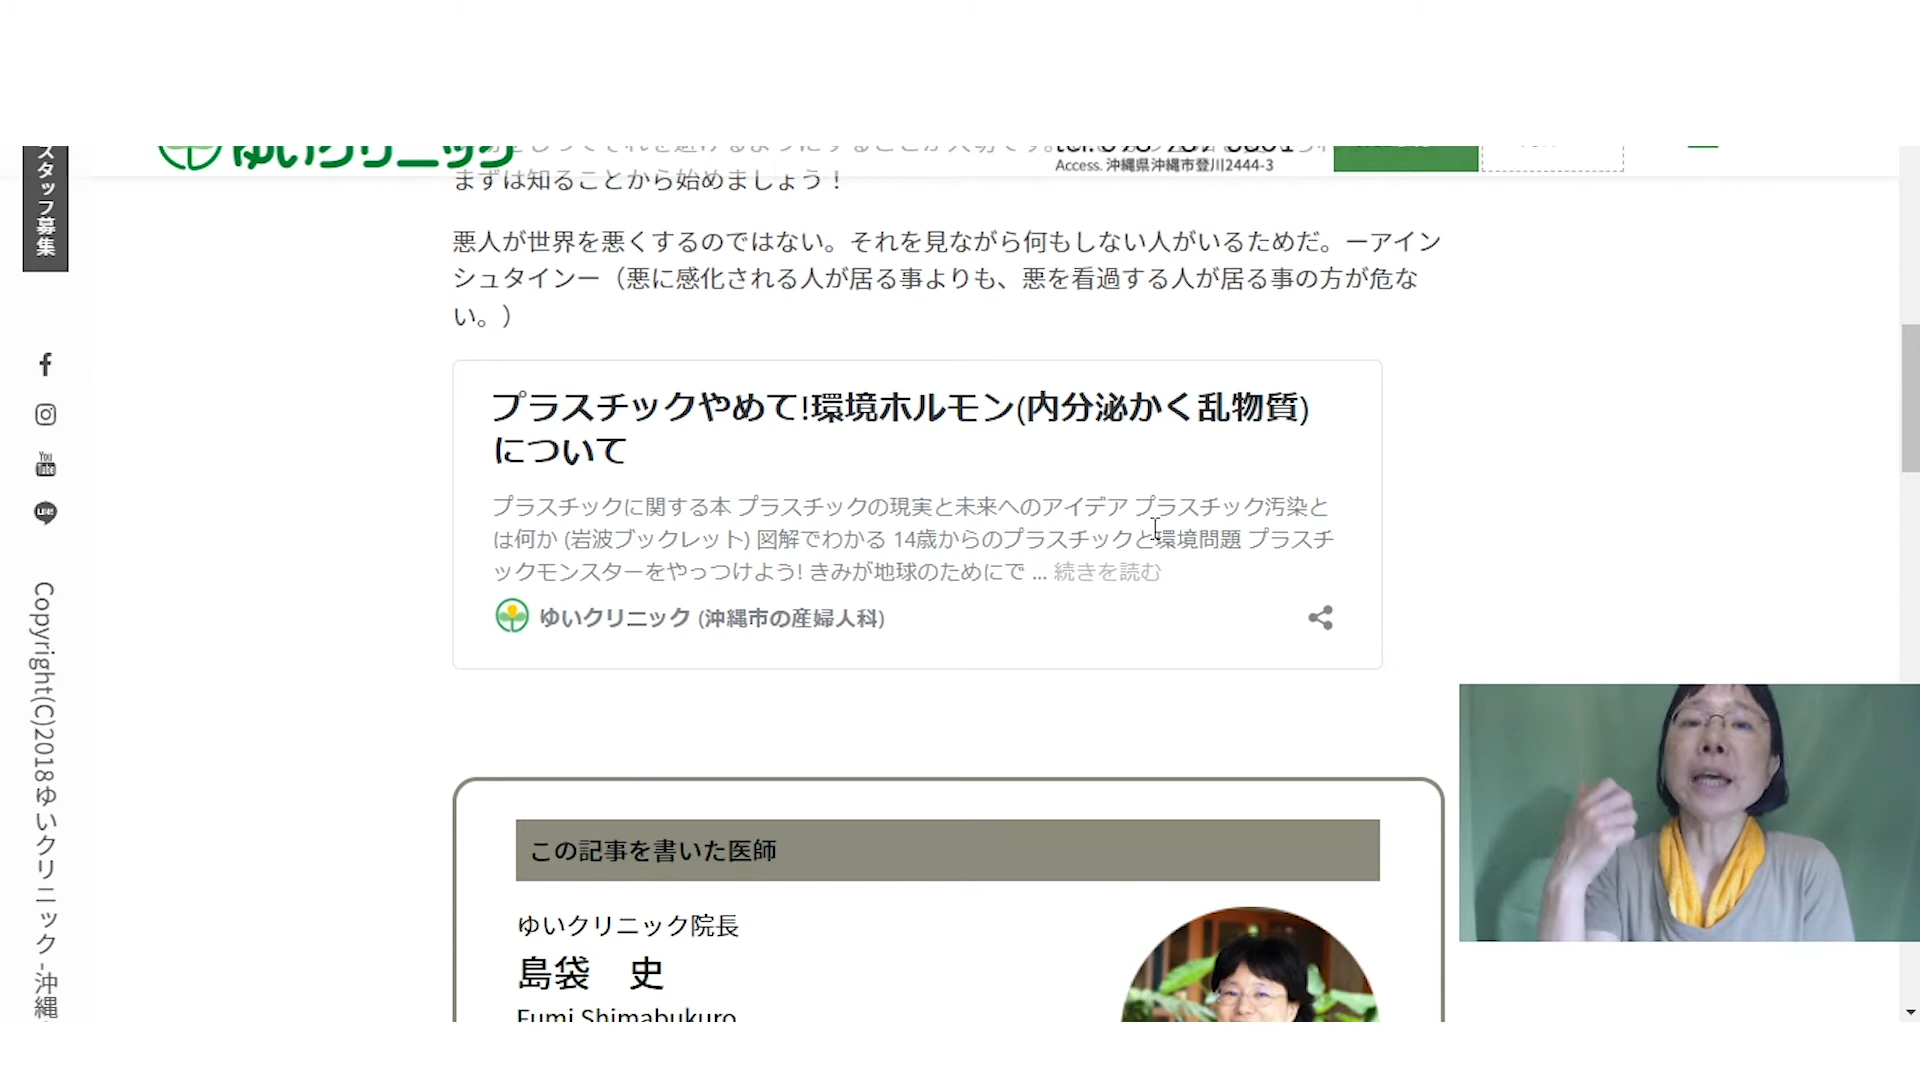 スタッフ募集
ゆいクリニック
Access. 沖縄県沖縄市登川2444-3
まずは知ることから始めましょう！
悪人が世界を悪くするのではない。それを見ながら何もしない人がいるためだ。ーアイン
シュタインー（悪に感化される人が居る事よりも、悪を看過する人が居る事の方が危な
い。）
プラスチックやめて!環境ホルモン(内分泌かく乱物質)
について
プラスチックに関する本 プラスチックの現実と未来へのアイデア プラスチック汚染と
は何か (岩波ブックレット) 図解でわかる 14歳からのプラスチックと環境問題 プラスチ
ックモンスターをやっつけよう! きみが地球のためにで ... 続きを読む
ゆいクリニック (沖縄市の産婦人科)
You
Tube
LINE
Copyright(C)2018ゆいクリニック -沖縄
この記事を書いた医師
ゆいクリニック院長
島袋　史
Fumi Shimabukuro